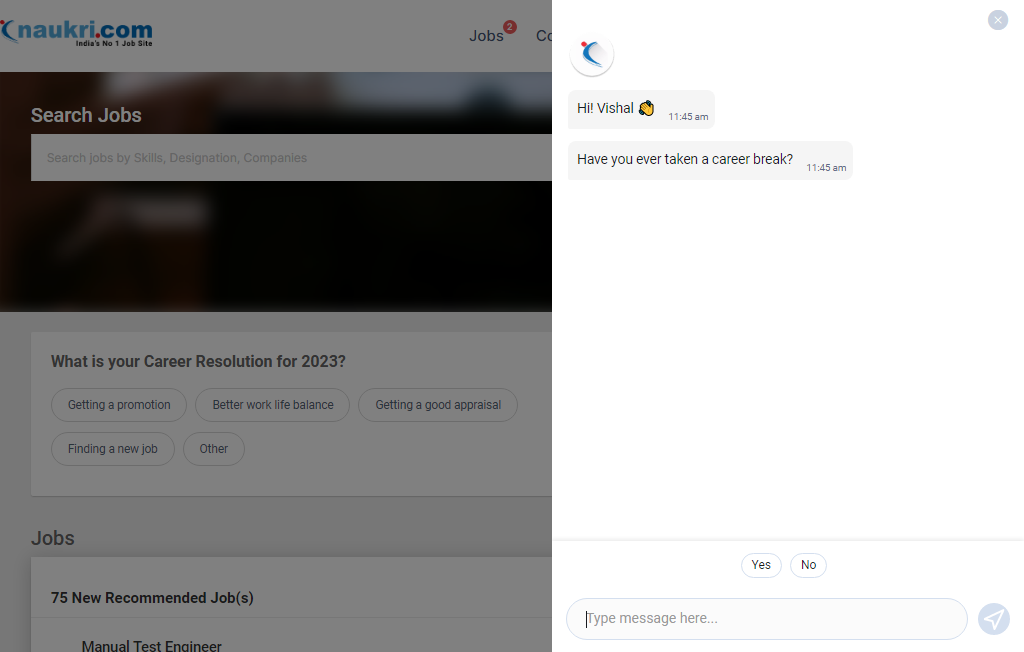 naukri.com
India's No 1 Job Site
Jobs 2 Co
Search Jobs
Search jobs by Skills, Designation, Companies
What is your Career Resolution for 2023?
Getting a promotion Better work life balance Getting a good appraisal
Finding a new job Other
Jobs
75 New Recommended Job(s)
Manual Test Engineer
Hi! Vishal 👏 11:45 am
Have you ever taken a career break? 11:45 am
Yes No
Type message here...